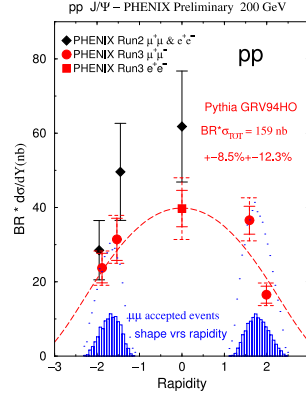 pp J/Ψ − PHENIX Preliminary 200 GeV
PHENIX Run2 μ⁺μ⁻ & e⁺e⁻
PHENIX Run3 μ⁺μ⁻
PHENIX Run3 e⁺e⁻
pp
Pythia GRV94HO
BR*σTOT = 159 nb
+−8.5%+−12.3%
BR * dσ/dY(nb)
80
60
40
20
0
μμ accepted events
shape vrs rapidity
−3 −2 −1 0 1 2 3
Rapidity